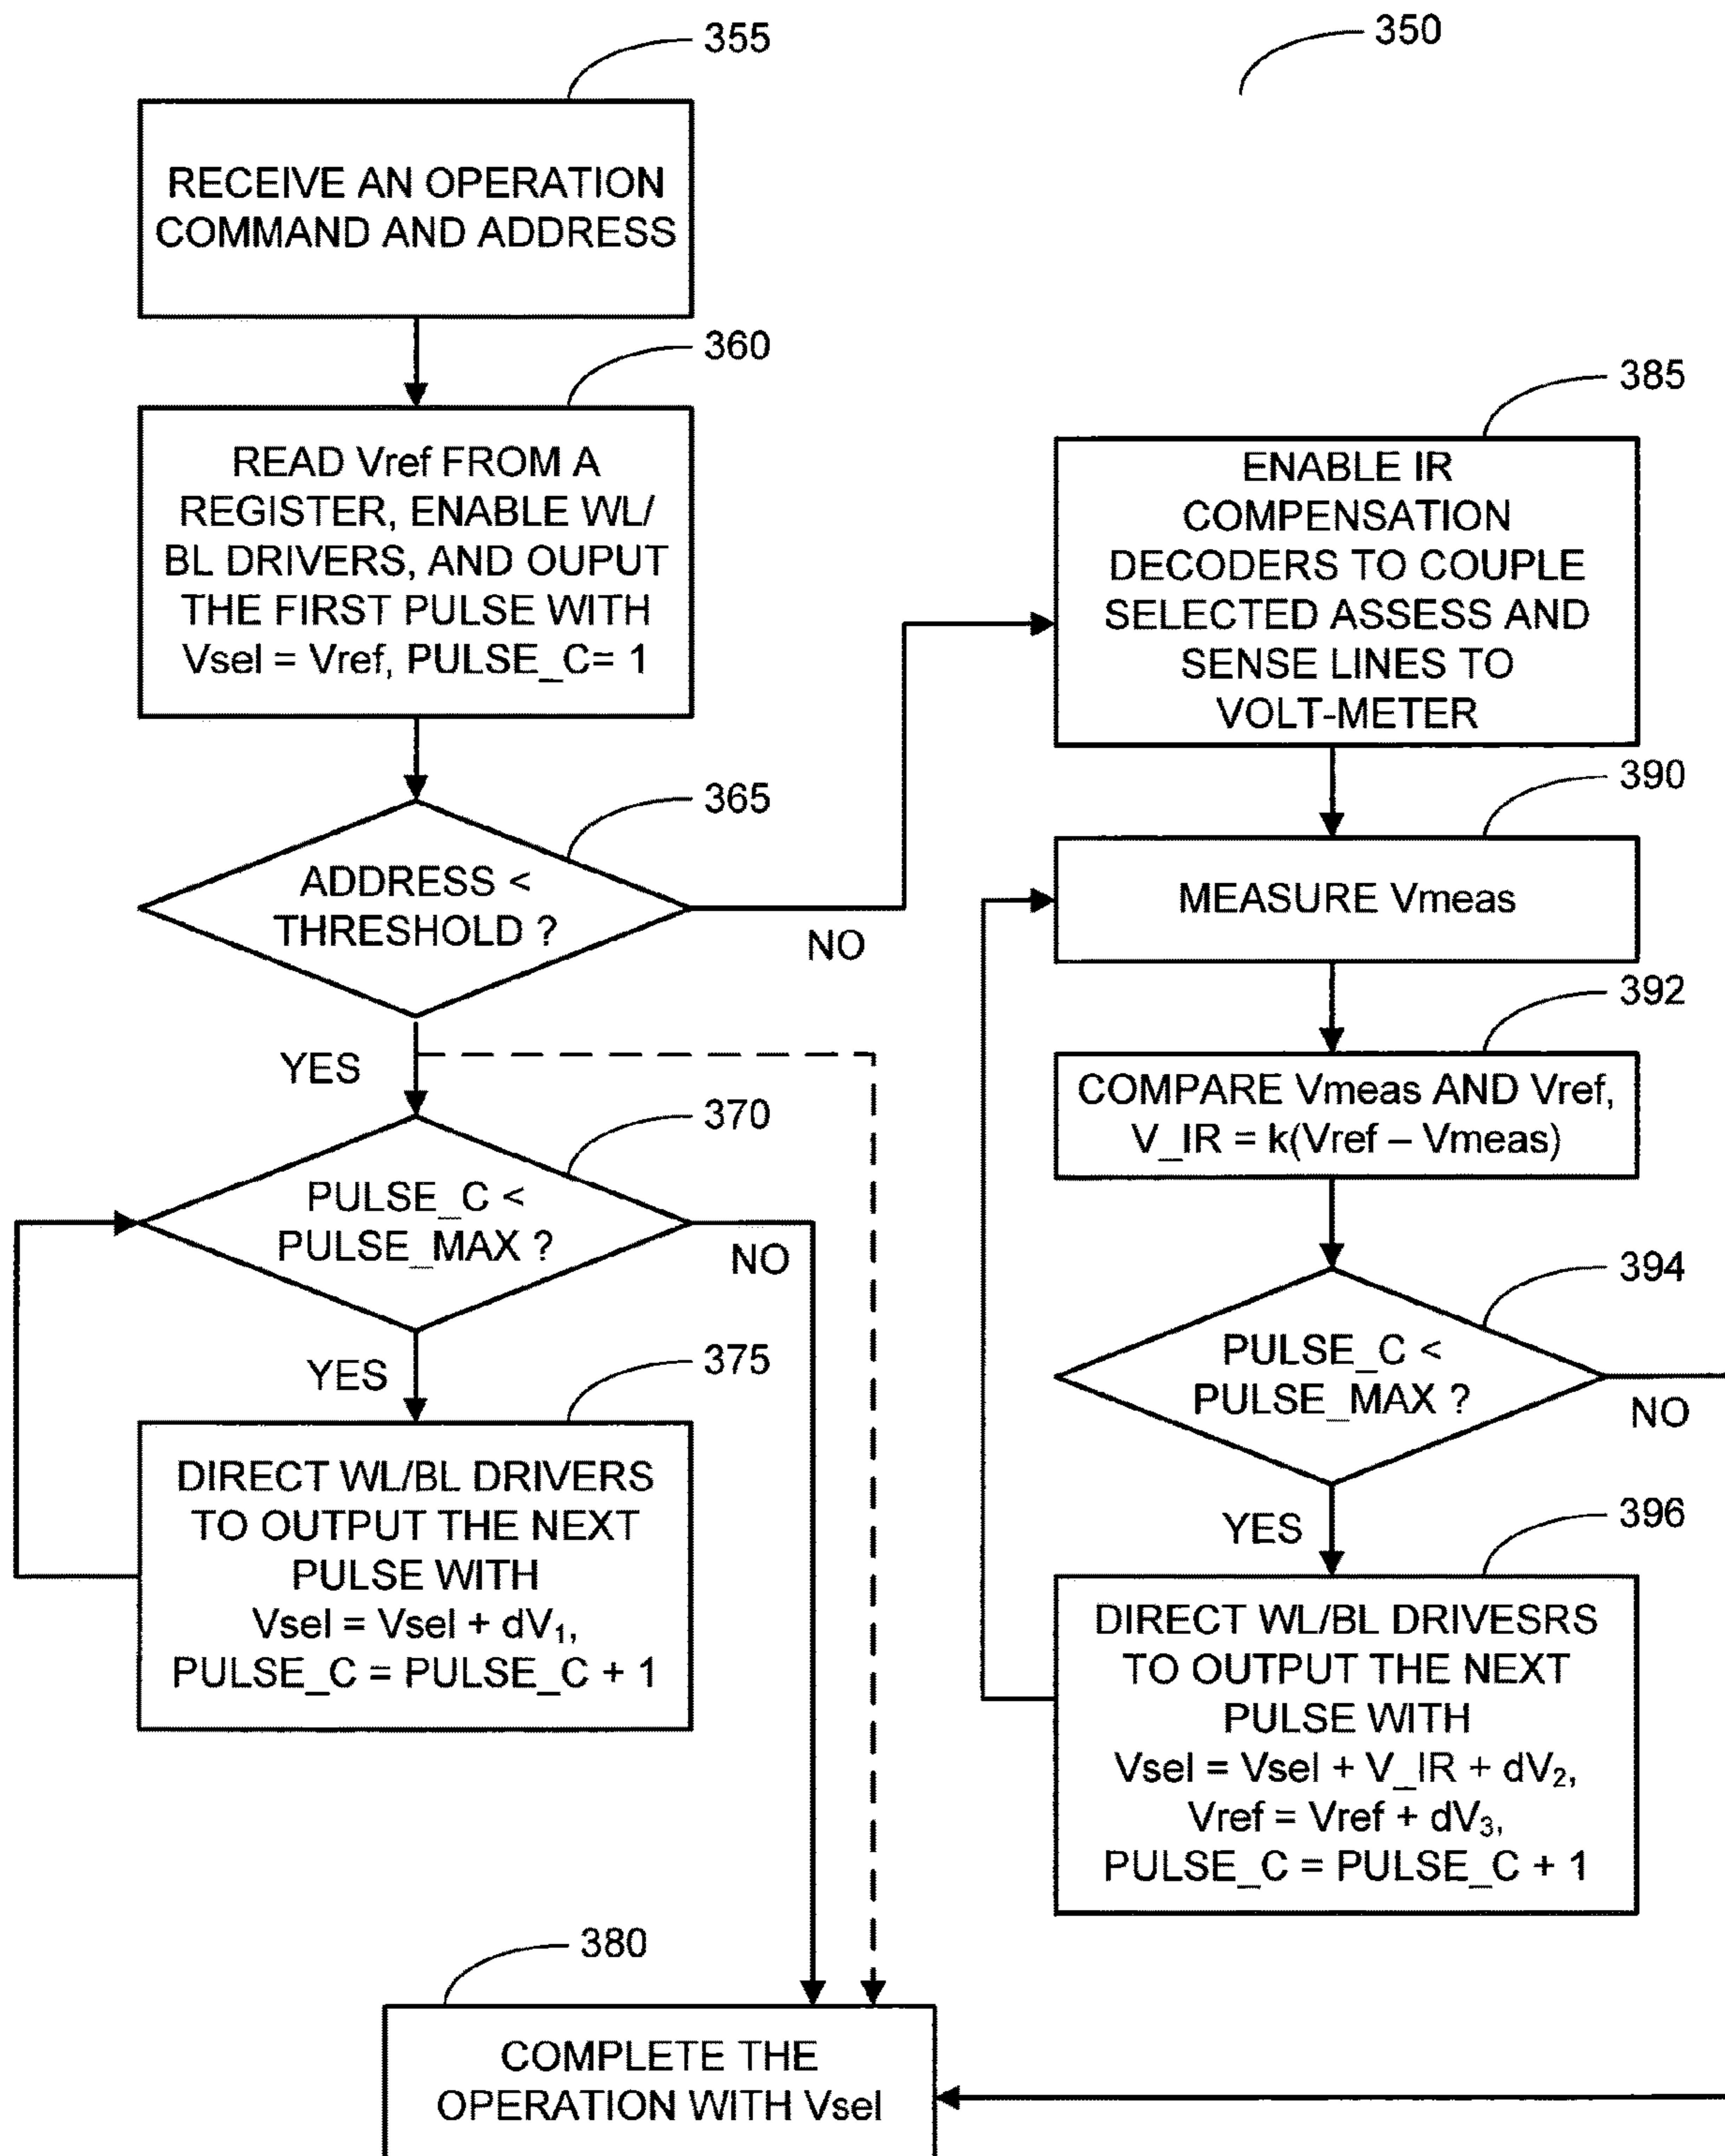 350
355
RECEIVE AN OPERATION
COMMAND AND ADDRESS
360
READ Vref FROM A
REGISTER, ENABLE WL/
BL DRIVERS, AND OUPUT
THE FIRST PULSE WITH
Vsel = Vref, PULSE_C= 1
365
ADDRESS <
THRESHOLD ?
NO
YES
370
PULSE_C <
PULSE_MAX ?
NO
YES
375
DIRECT WL/BL DRIVERS
TO OUTPUT THE NEXT
PULSE WITH
Vsel = Vsel + dV₁,
PULSE_C = PULSE_C + 1
380
COMPLETE THE
OPERATION WITH Vsel
385
ENABLE IR
COMPENSATION
DECODERS TO COUPLE
SELECTED ASSESS AND
SENSE LINES TO
VOLT-METER
390
MEASURE Vmeas
392
COMPARE Vmeas AND Vref,
V_IR = k(Vref – Vmeas)
394
PULSE_C <
PULSE_MAX ?
NO
YES
396
DIRECT WL/BL DRIVESRS
TO OUTPUT THE NEXT
PULSE WITH
Vsel = Vsel + V_IR + dV₂,
Vref = Vref + dV₃,
PULSE_C = PULSE_C + 1